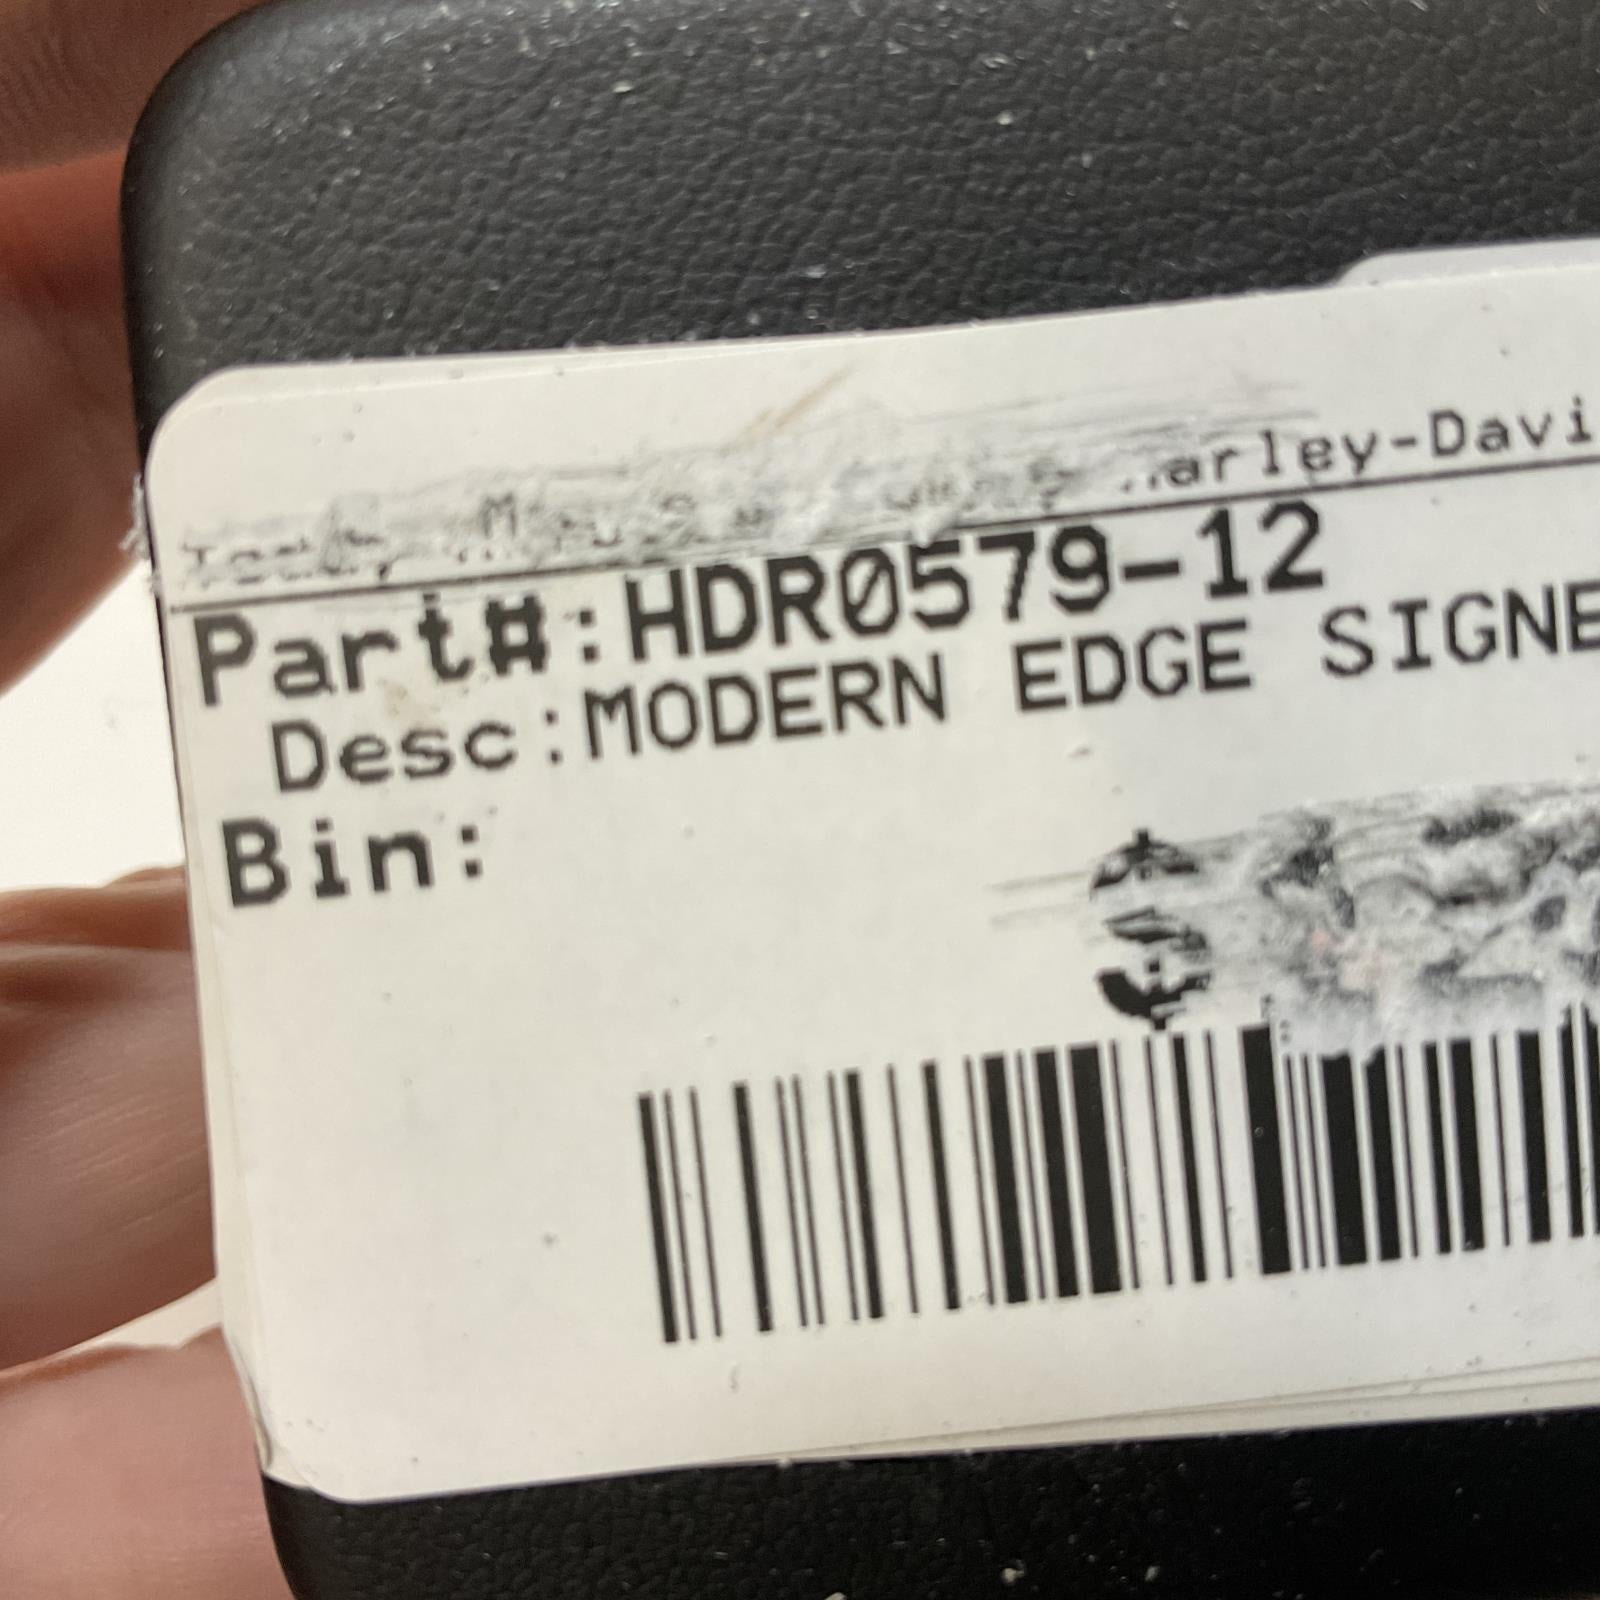 arley-Davi
Part#:HDR0579-12
Desc:MODERN EDGE SIGNE
Bin: